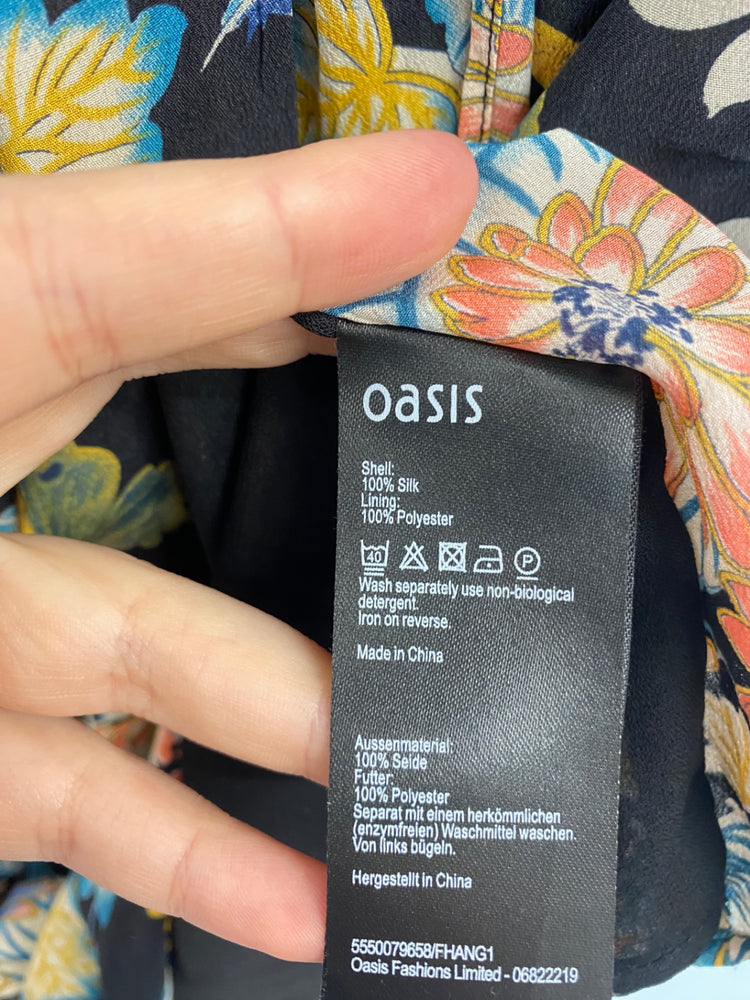 oasis
Shell:
100% Silk
Lining:
100% Polyester
40 P
Wash separately use non-biological
detergent.
Iron on reverse.
Made in China
Aussenmaterial:
100% Seide
Futter:
100% Polyester
Separat mit einem herkömmlichen
(enzymfreien) Waschmittel waschen.
Von links bügeln.
Hergestellt in China
5550079658/FHANG1
Oasis Fashions Limited - 06822219